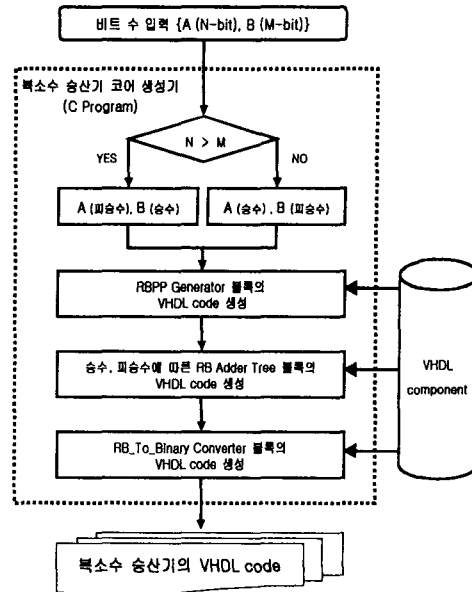 비트 수 입력 {A (N-bit), B (M-bit)}
복소수 승산기 코어 생성기
(C Program)
N > M
YES
NO
A (피승수), B (승수)
A (승수), B (피승수)
RBPP Generator 블록의
VHDL code 생성
승수, 피승수에 따른 RB Adder Tree 블록의
VHDL code 생성
RB_To_Binary Converter 블록의
VHDL code 생성
VHDL
component
복소수 승산기의 VHDL code